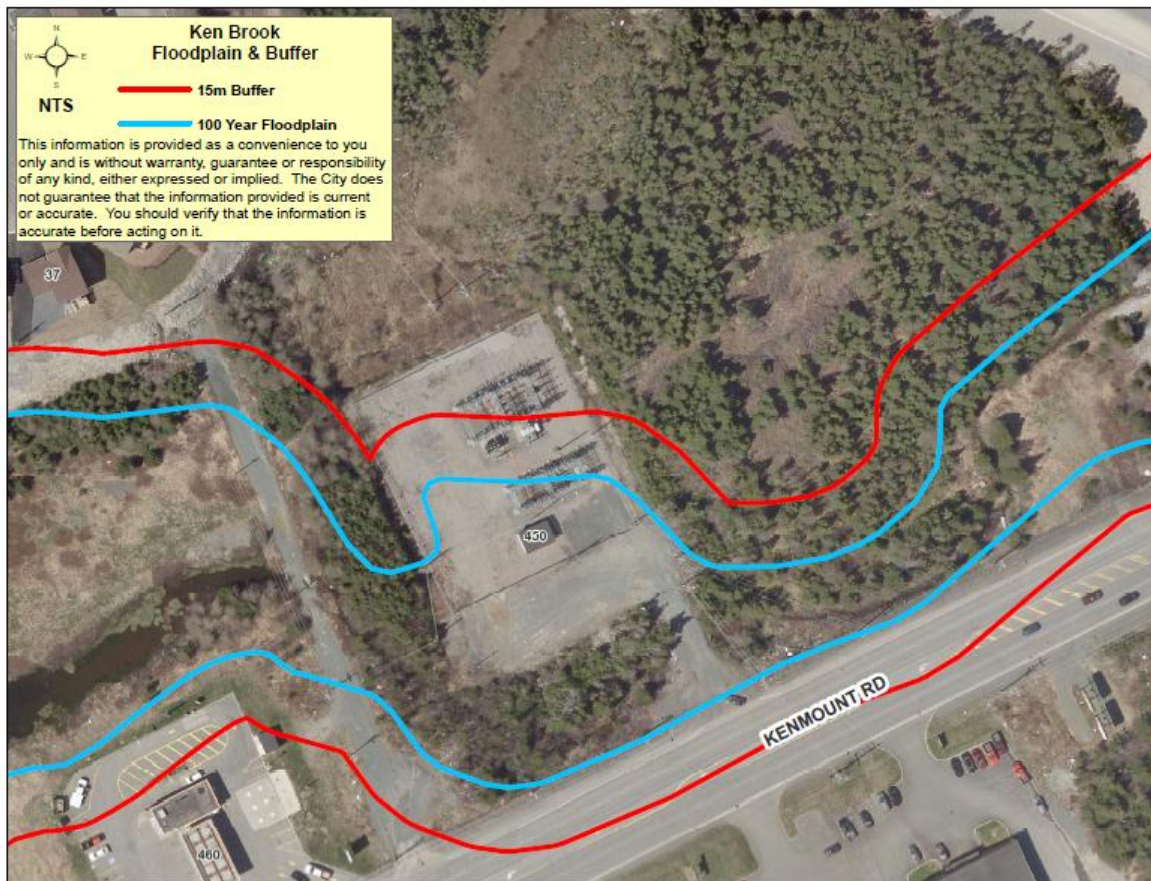 N
W E
S
NTS
Ken Brook
Floodplain & Buffer
15m Buffer
100 Year Floodplain
This information is provided as a convenience to you
only and is without warranty, guarantee or responsibility
of any kind, either expressed or implied. The City does
not guarantee that the information provided is current
or accurate. You should verify that the information is
accurate before acting on it.
37
450
KENMOUNT RD
460